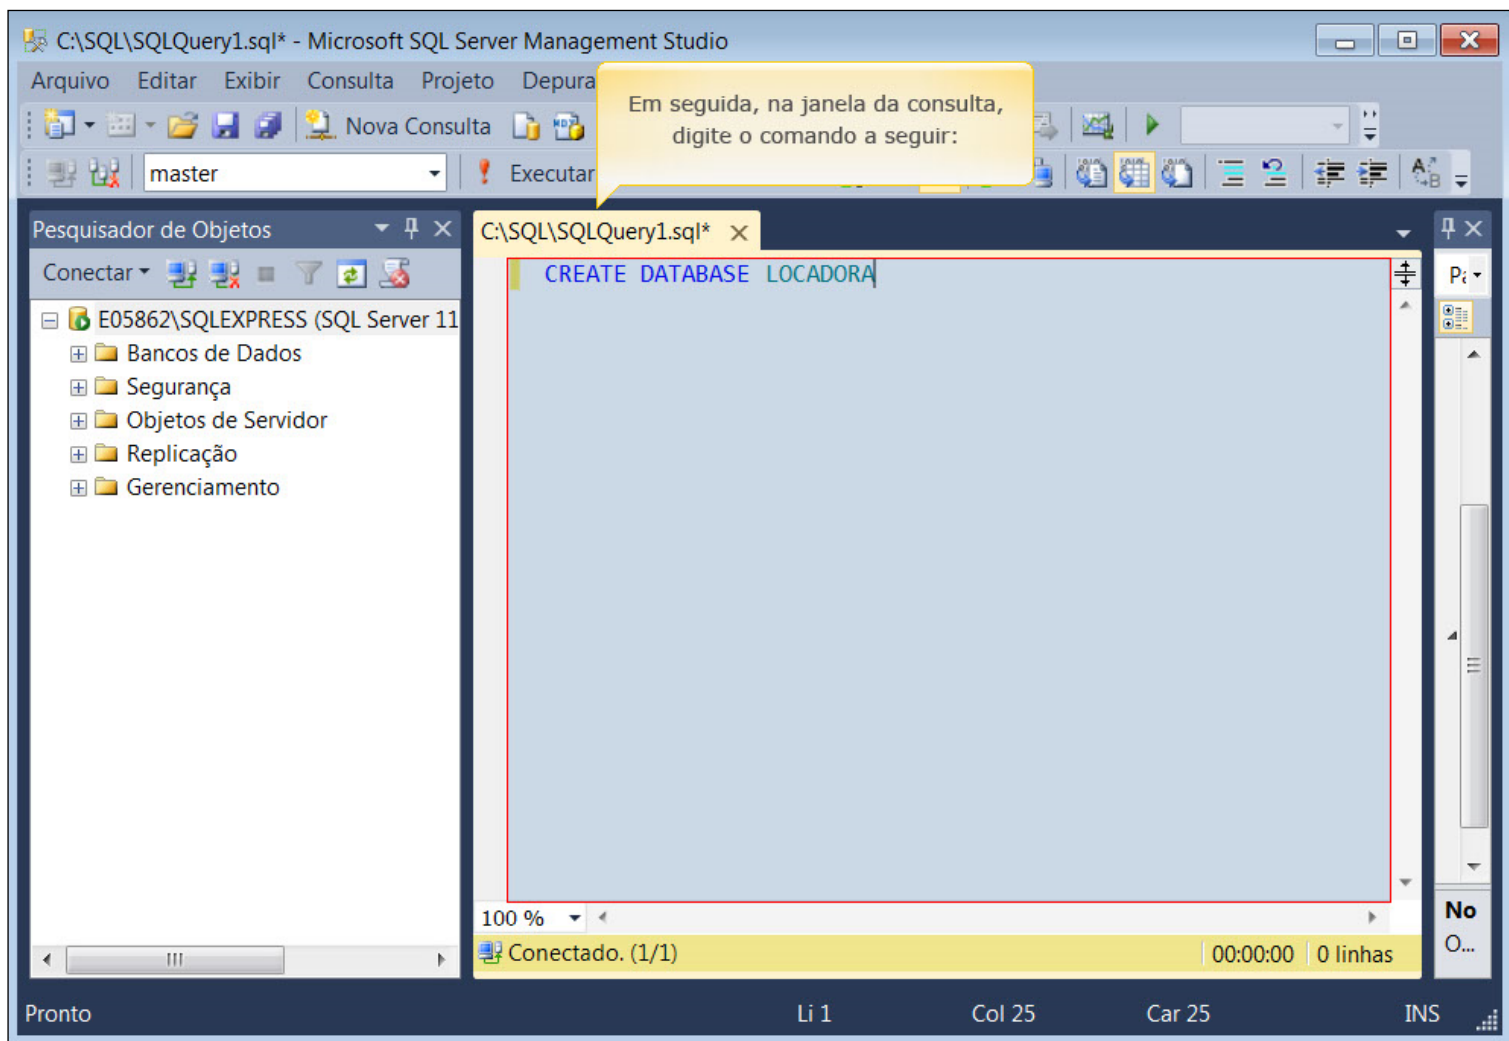 C:\SQL\SQLQuery1.sql* - Microsoft SQL Server Management Studio
Arquivo Editar Exibir Consulta Projeto Depura
Em seguida, na janela da consulta,
digite o comando a seguir:
Nova Consulta
master
Executar
Pesquisador de Objetos
Conectar
E05862\SQLEXPRESS (SQL Server 11
Bancos de Dados
Segurança
Objetos de Servidor
Replicação
Gerenciamento
C:\SQL\SQLQuery1.sql*
CREATE DATABASE LOCADORA
100 %
Conectado. (1/1) 00:00:00 0 linhas
No
O...
Pronto Li 1 Col 25 Car 25 INS